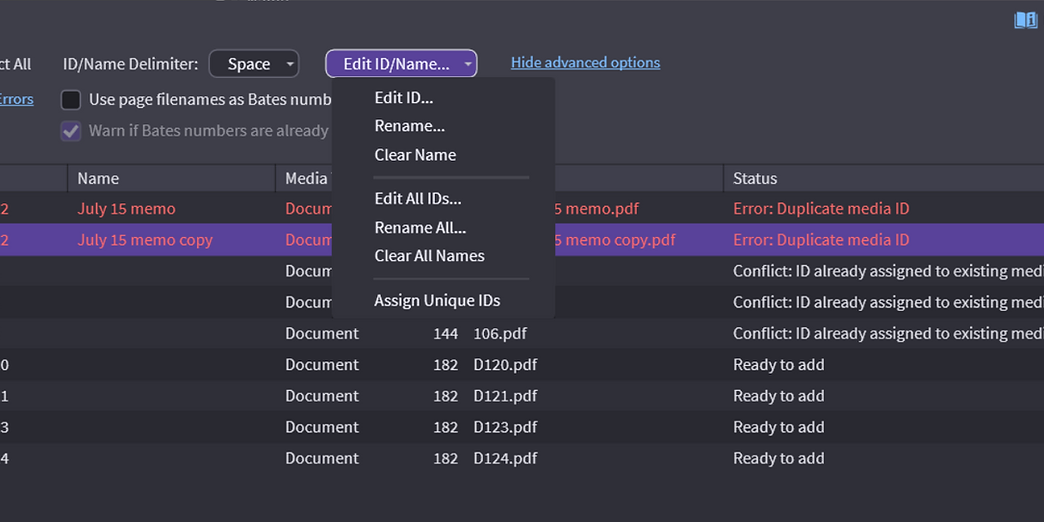 ct All ID/Name Delimiter: Space Edit ID/Name... Hide advanced options
Errors Use page filenames as Bates numb
Warn if Bates numbers are already
Edit ID...
Rename...
Clear Name
Edit All IDs...
Rename All...
Clear All Names
Assign Unique IDs
Name Media Status
2 July 15 memo Docum 5 memo.pdf Error: Duplicate media ID
2 July 15 memo copy Docum 5 memo copy.pdf Error: Duplicate media ID
Docum Conflict: ID already assigned to existing medi
Docum Conflict: ID already assigned to existing medi
Document 144 106.pdf Conflict: ID already assigned to existing medi
0 Document 182 D120.pdf Ready to add
1 Document 182 D121.pdf Ready to add
3 Document 182 D123.pdf Ready to add
4 Document 182 D124.pdf Ready to add